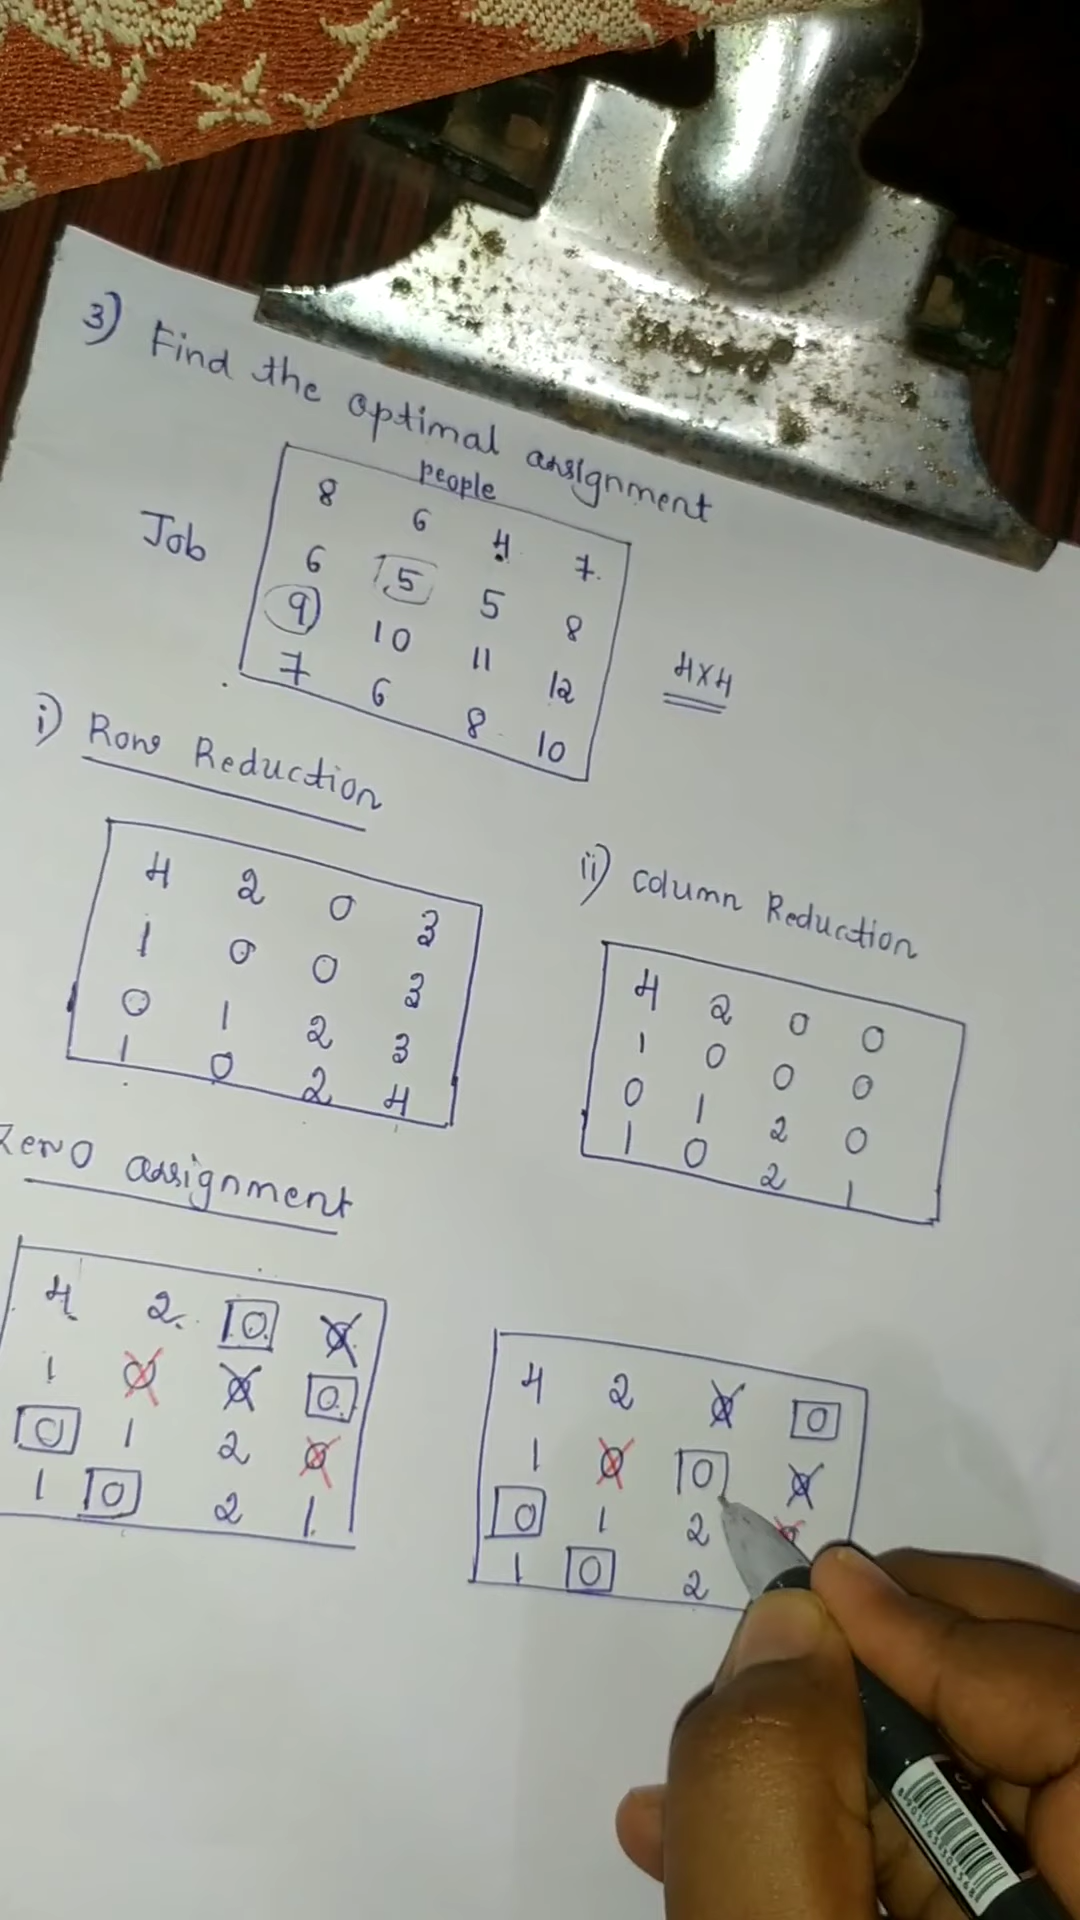 3) Find the optimal assignment
people
Job
8 6 4 7
6 5 5 8
9 10 11 12
7 6 8 10
4x4
i) Row Reduction
4 2 0 3
1 0 0 3
0 1 2 3
1 0 2 4
ii) column Reduction
4 2 0 0
1 0 0 0
0 1 2 0
1 0 2 1
Zero assignment
4 2 0 0
1 0 0 0
0 1 2 0
1 0 2 1
4 2 0 0
1 0 0 0
0 1 2
1 0 2